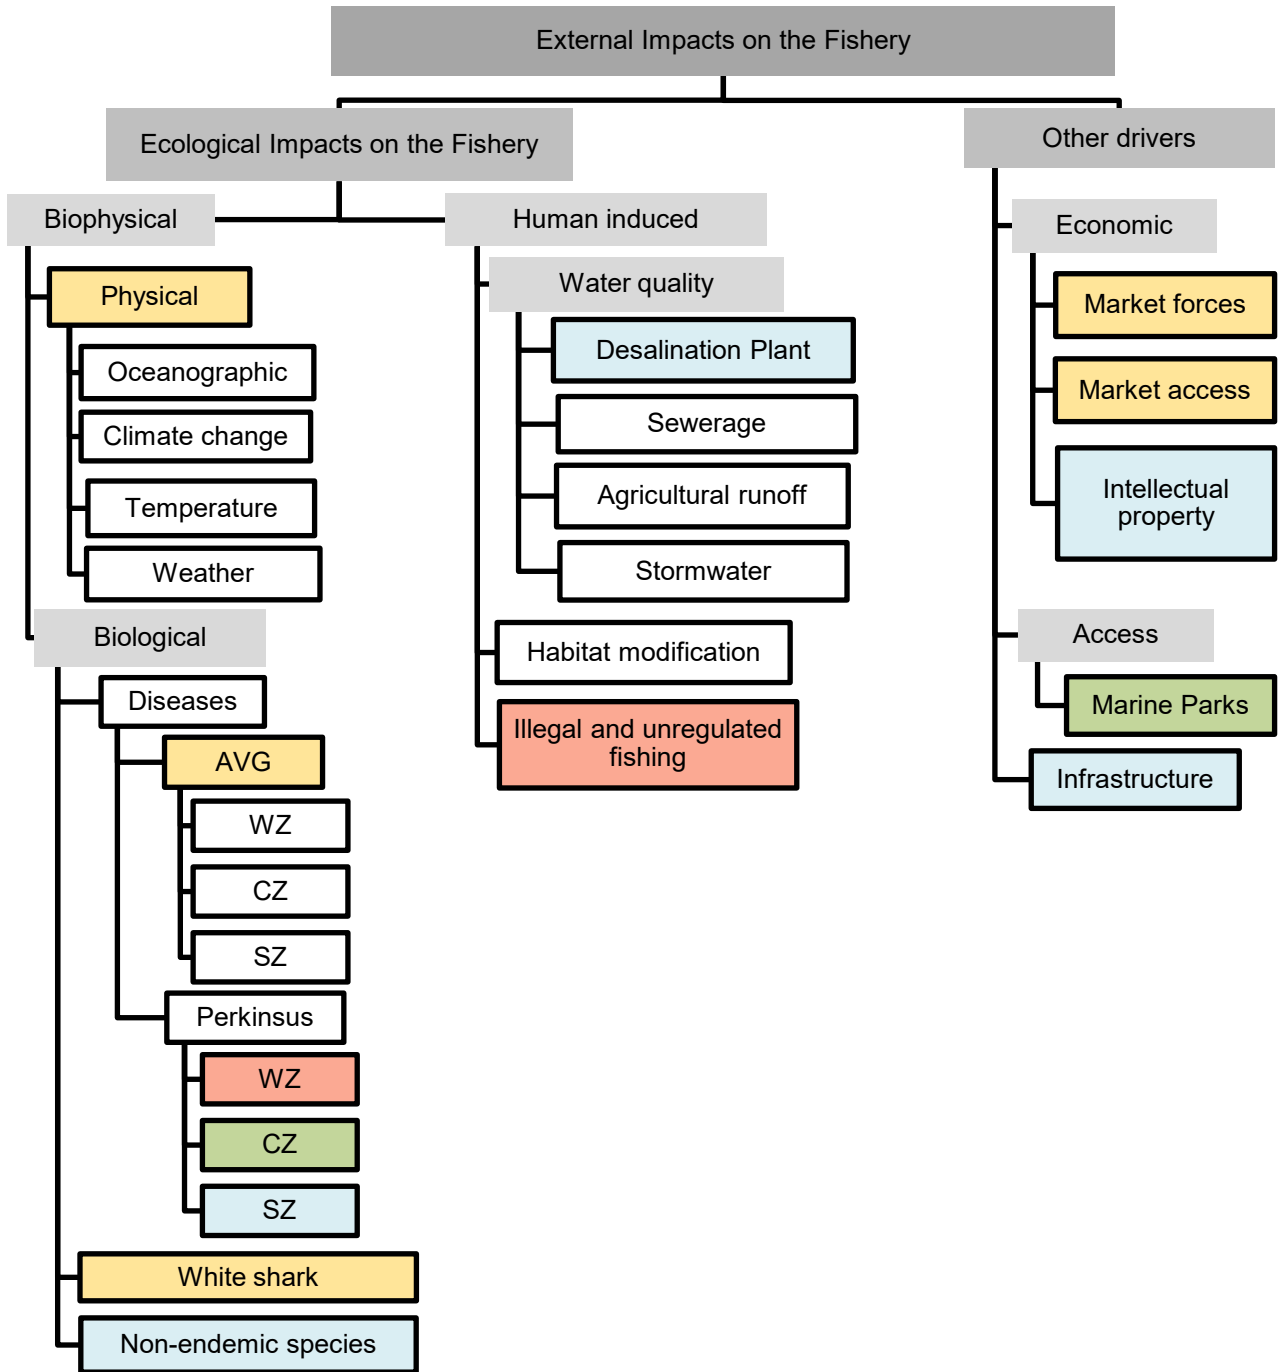 External Impacts on the Fishery
Ecological Impacts on the Fishery
Other drivers
Biophysical
Physical
Oceanographic
Climate change
Temperature
Weather
Biological
Diseases
AVG
WZ
CZ
SZ
Perkinsus
WZ
CZ
SZ
White shark
Non-endemic species
Human induced
Water quality
Desalination Plant
Sewerage
Agricultural runoff
Stormwater
Habitat modification
Illegal and unregulated
fishing
Economic
Market forces
Market access
Intellectual
property
Access
Marine Parks
Infrastructure